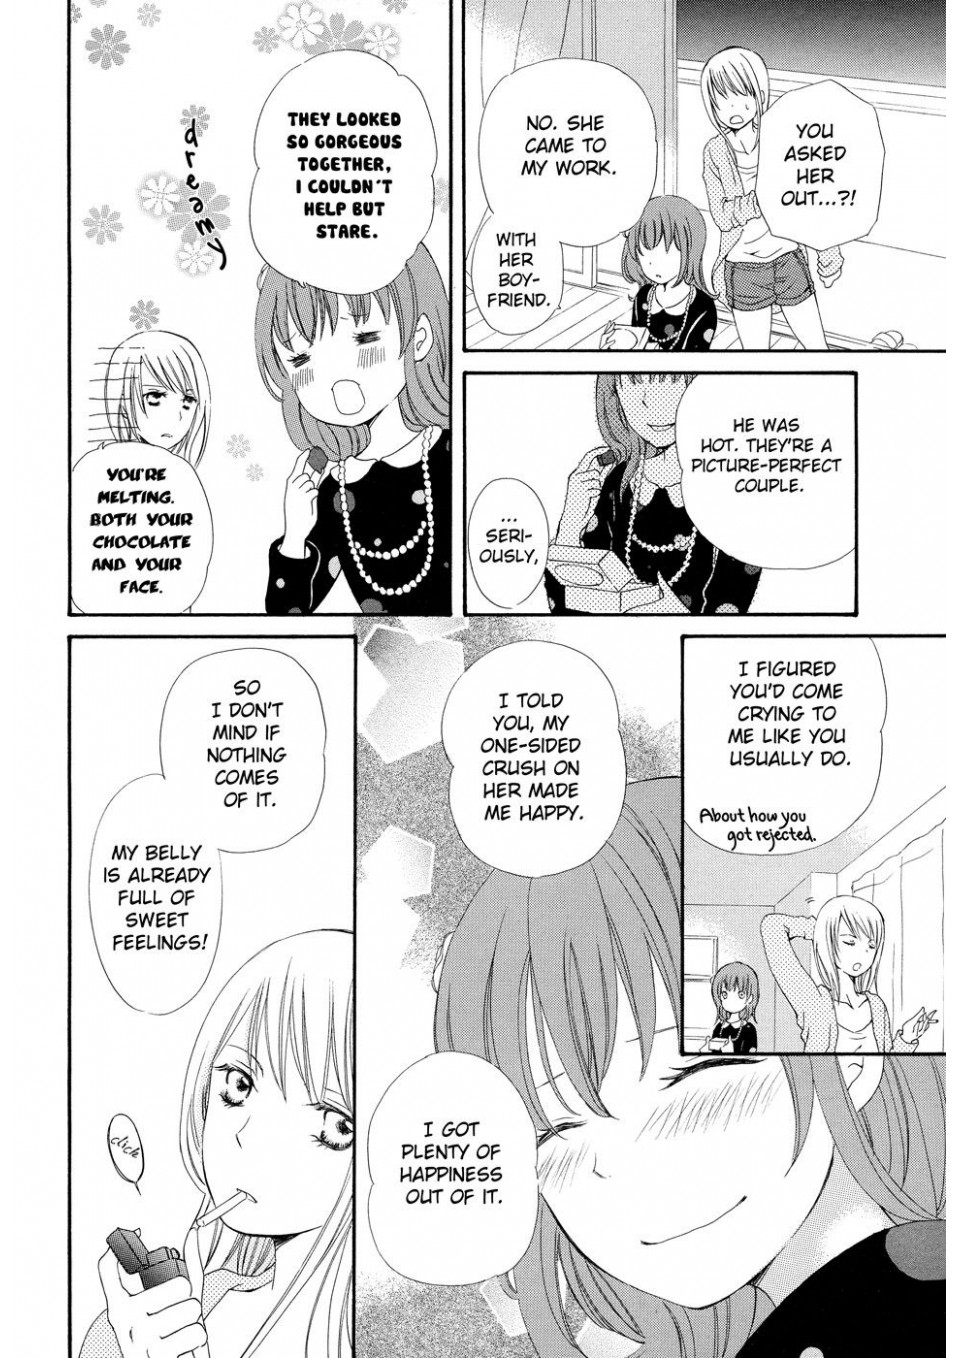 YOU
ASKED
HER
OUT...?!
NO. SHE
CAME TO
MY WORK.
WITH
HER
BOY-
FRIEND.
HE WAS
HOT. THEY'RE A
PICTURE-PERFECT
COUPLE.
...
SERI-
OUSLY,
THEY LOOKED
SO GORGEOUS
TOGETHER,
I COULDN'T
HELP BUT
STARE.
dreamy
YOU'RE
MELTING.
BOTH YOUR
CHOCOLATE
AND YOUR
FACE.
I FIGURED
YOU'D COME
CRYING TO
ME LIKE YOU
USUALLY DO.
About how you
got rejected.
I TOLD
YOU, MY
ONE-SIDED
CRUSH ON
HER MADE
ME HAPPY.
I GOT
PLENTY OF
HAPPINESS
OUT OF IT.
SO
I DON'T
MIND IF
NOTHING
COMES
OF IT.
MY BELLY
IS ALREADY
FULL OF
SWEET
FEELINGS!
click